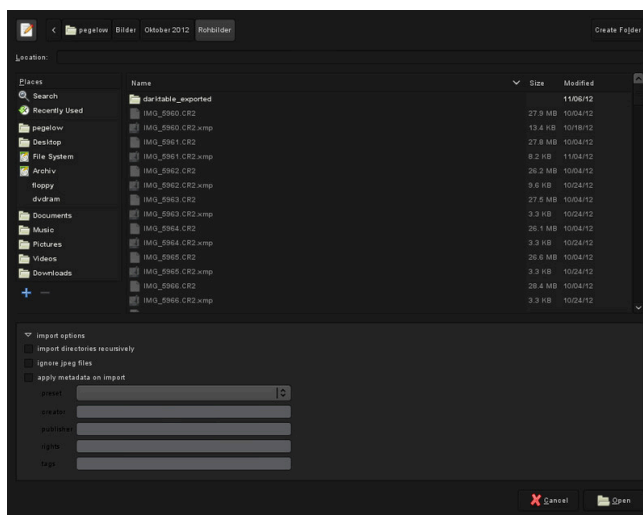 pegelow Bilder Oktober 2012 Rohbilder Create Folder
Location:
Places Name Size Modified
Search darktable_exported 11/06/12
Recently Used IMG_5960.CR2 27.9 MB 10/04/12
IMG_5960.CR2.xmp 13.4 KB 10/18/12
pegelow IMG_5961.CR2 27.8 MB 10/04/12
Desktop IMG_5961.CR2.xmp 8.2 KB 11/04/12
File System IMG_5962.CR2 26.2 MB 10/04/12
Archiv IMG_5962.CR2.xmp 9.6 KB 10/24/12
floppy IMG_5963.CR2 27.5 MB 10/04/12
dvdram IMG_5963.CR2.xmp 3.3 KB 10/24/12
Documents IMG_5964.CR2 26.1 MB 10/04/12
Music IMG_5964.CR2.xmp 3.3 KB 10/24/12
Pictures IMG_5965.CR2 26.6 MB 10/04/12
Videos IMG_5965.CR2.xmp 3.3 KB 10/24/12
Downloads IMG_5966.CR2 28.4 MB 10/04/12
IMG_5966.CR2.xmp 3.3 KB 10/24/12
import options
import directories recursively
ignore jpeg files
apply metadata on import
preset
creator
publisher
rights
tags
Cancel Open